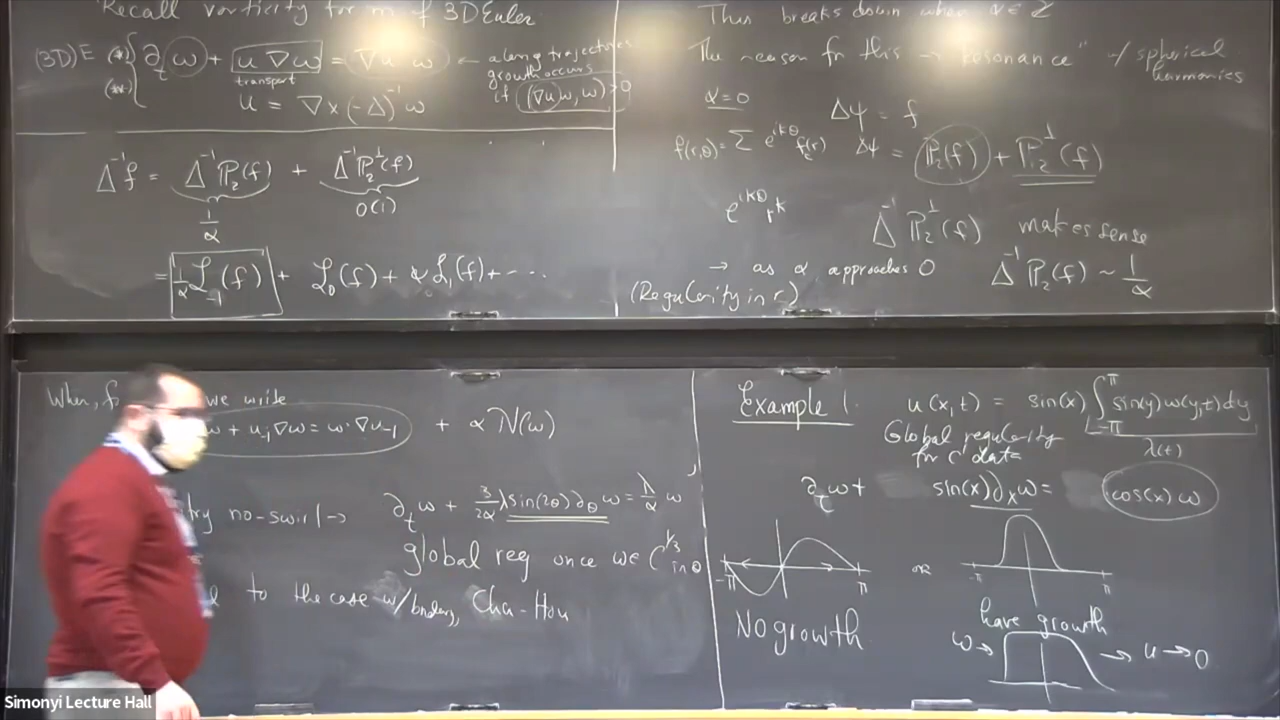 Recall vorticity form of 3D Euler
(3D)E (*) { ∂_t ω + u∇ω = ∇u ω ← along trajectories
transport
growth occurs
if (∇u)ω, ω) > 0
(**) u = ∇×(-Δ)^{-1} ω
Δ^{-1} f = Δ^{-1} ℙ_2(f) + Δ^{-1} ℙ_2^⊥(f)
1/α
O(1)
= 1/α ℒ_{-1}(f) + ℒ_0(f) + α ℒ_1(f) + ...
Thus breaks down when α ∈ ℤ
The reason for this → "Resonance" w/ spherical harmonics
α = 0
Δψ = f
f(r,θ) = Σ e^{ikθ} f_k(r)
Δψ = ℙ_2(f) + ℙ_2^⊥(f)
e^{ikθ} r^k
Δ^{-1} ℙ_2^⊥(f) makes sense
→ as α approaches 0
Δ^{-1} ℙ_2(f) ~ 1/α
(Regularity in r)
When, we write
ω + u_{-1}∇ω = ω·∇u_{-1} + α N(ω)
try no-swirl → ∂_t ω + 3/2α λ sin(2θ) ∂_θ ω = λ/α ω
global reg once ω ∈ C^{1/3} in θ
to the case w/ bndry, Cha-Hou
Example 1.
u(x,t) = sin(x) ∫_{-π}^{π} sin(y) ω(y,t) dy
λ(t)
Global regularity
for C^1 data
∂_t ω + sin(x) ∂_x ω = cos(x) ω
-π π
or
-π π
No growth
have growth
ω → → u → 0
Simonyi Lecture Hall